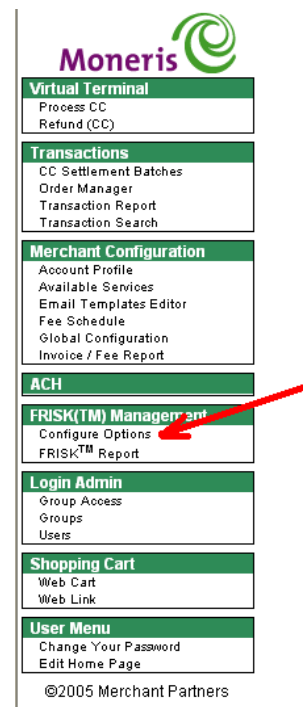 Moneris
Virtual Terminal
Process CC
Refund (CC)
Transactions
CC Settlement Batches
Order Manager
Transaction Report
Transaction Search
Merchant Configuration
Account Profile
Available Services
Email Templates Editor
Fee Schedule
Global Configuration
Invoice / Fee Report
ACH
FRISK(TM) Management
Configure Options
FRISK™ Report
Login Admin
Group Access
Groups
Users
Shopping Cart
Web Cart
Web Link
User Menu
Change Your Password
Edit Home Page
©2005 Merchant Partners